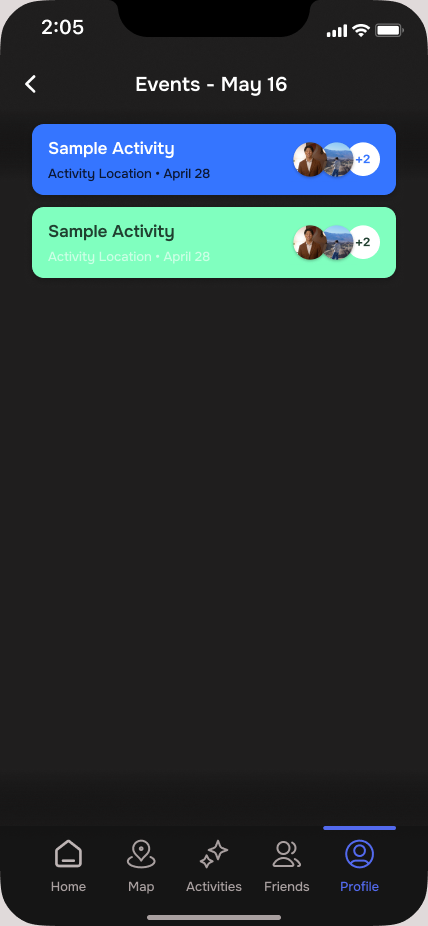 2:05
Events - May 16
Sample Activity
Activity Location • April 28
+2
Sample Activity
Activity Location • April 28
+2
Home
Map
Activities
Friends
Profile